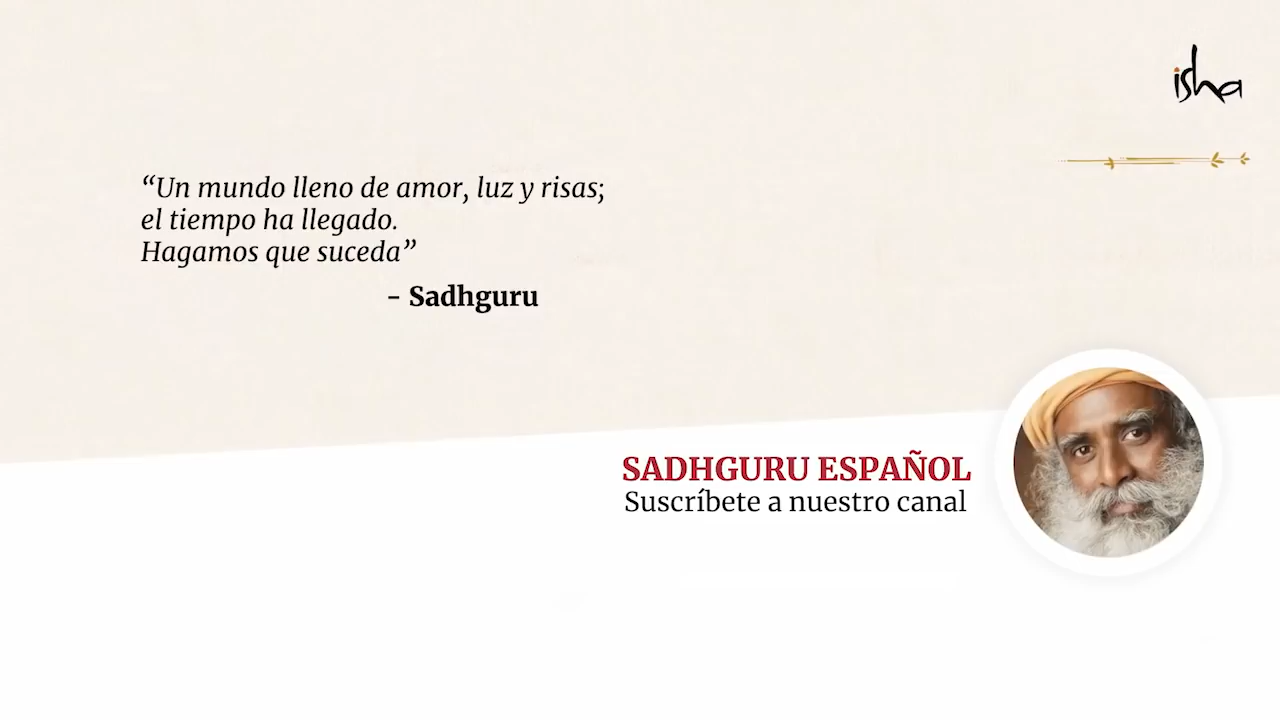 isha
“Un mundo lleno de amor, luz y risas;
el tiempo ha llegado.
Hagamos que suceda”
- Sadhguru
SADHGURU ESPAÑOL
Suscríbete a nuestro canal